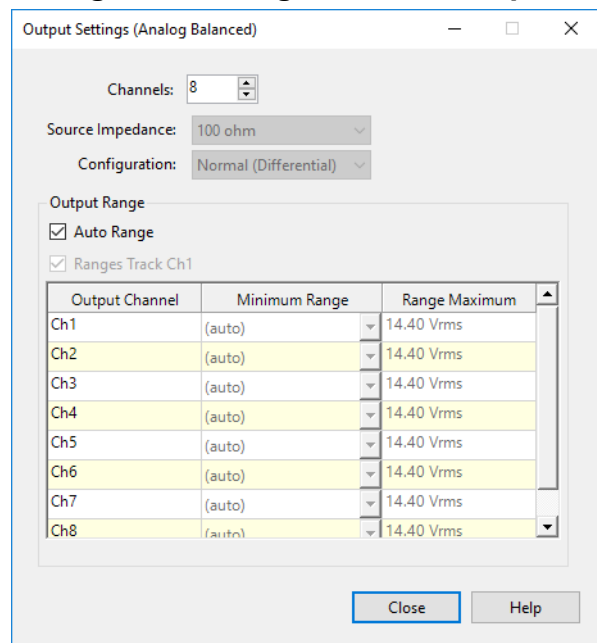 Output Settings (Analog Balanced)
Channels: 8
Source Impedance: 100 ohm
Configuration: Normal (Differential)
Output Range
Auto Range
Ranges Track Ch1
Output Channel Minimum Range Range Maximum
Ch1 (auto) 14.40 Vrms
Ch2 (auto) 14.40 Vrms
Ch3 (auto) 14.40 Vrms
Ch4 (auto) 14.40 Vrms
Ch5 (auto) 14.40 Vrms
Ch6 (auto) 14.40 Vrms
Ch7 (auto) 14.40 Vrms
Ch8 (auto) 14.40 Vrms
Close Help